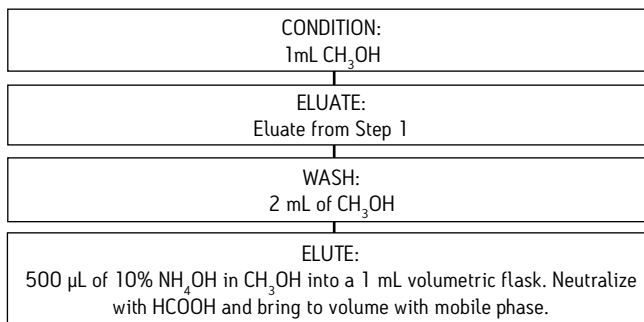 CONDITION:
1mL CH₃OH
ELUATE:
Eluate from Step 1
WASH:
2 mL of CH₃OH
ELUTE:
500 µL of 10% NH₄OH in CH₃OH into a 1 mL volumetric flask. Neutralize
with HCOOH and bring to volume with mobile phase.